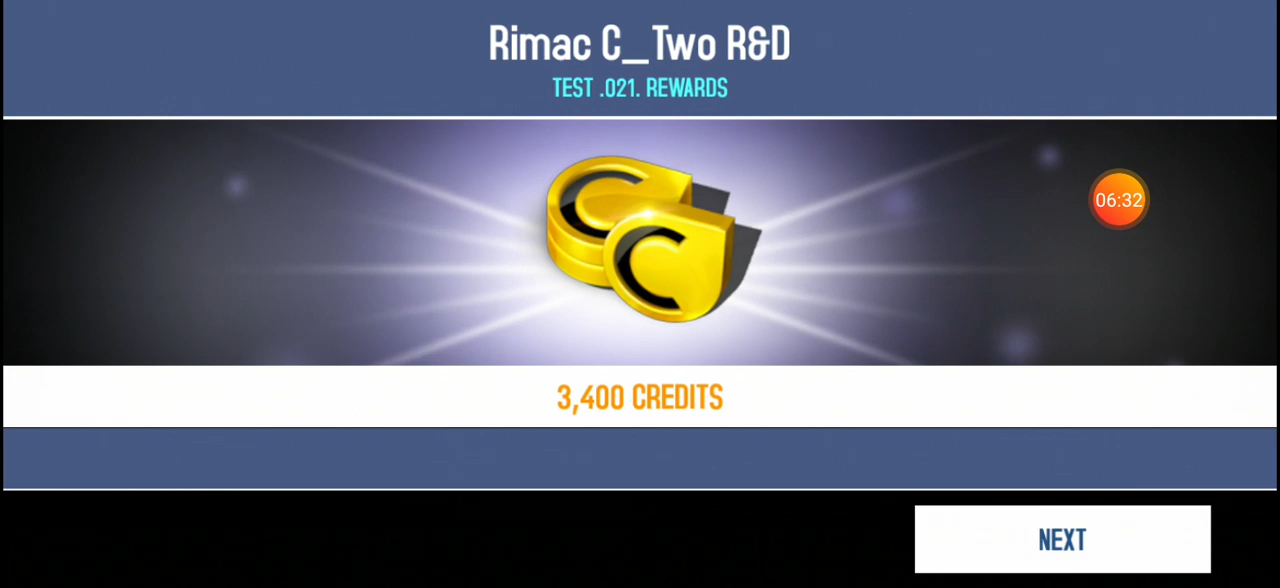 Rimac C_Two R&D
TEST .021. REWARDS
06:32
3,400 CREDITS
NEXT